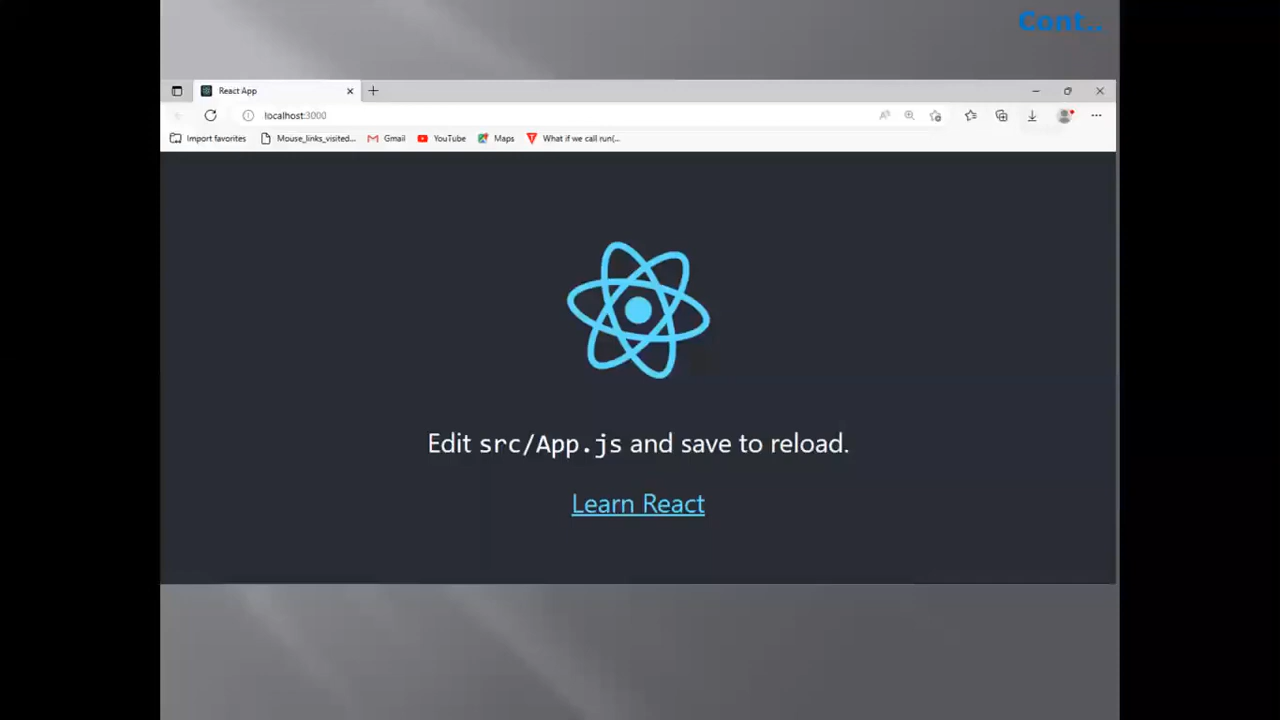 Cont..
React App
localhost:3000
Import favorites Mouse_links_visited... Gmail YouTube Maps What if we call run(...
Edit src/App.js and save to reload.
Learn React